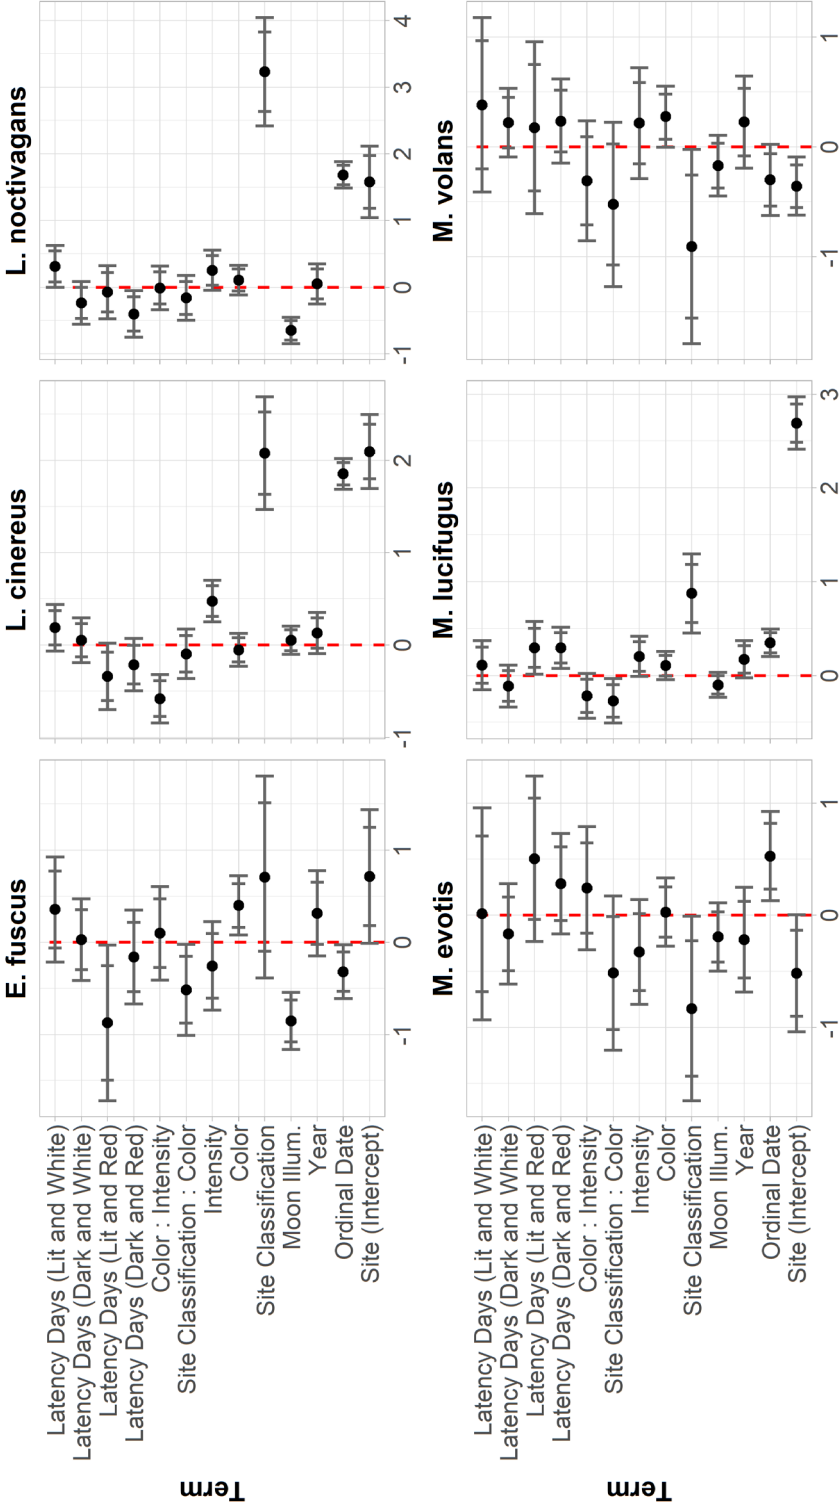 Term
E. fuscus
L. cinereus
L. noctivagans
Latency Days (Lit and White)
Latency Days (Dark and White)
Latency Days (Lit and Red)
Latency Days (Dark and Red)
Color : Intensity
Site Classification : Color
Intensity
Color
Site Classification
Moon Illum.
Year
Ordinal Date
Site (Intercept)
-1 0 1
-1 0 1 2
-1 0 1 2 3 4
M. evotis
M. lucifugus
M. volans
Latency Days (Lit and White)
Latency Days (Dark and White)
Latency Days (Lit and Red)
Latency Days (Dark and Red)
Color : Intensity
Site Classification : Color
Intensity
Color
Site Classification
Moon Illum.
Year
Ordinal Date
Site (Intercept)
-1 0 1
0 1 2 3
-1 0 1